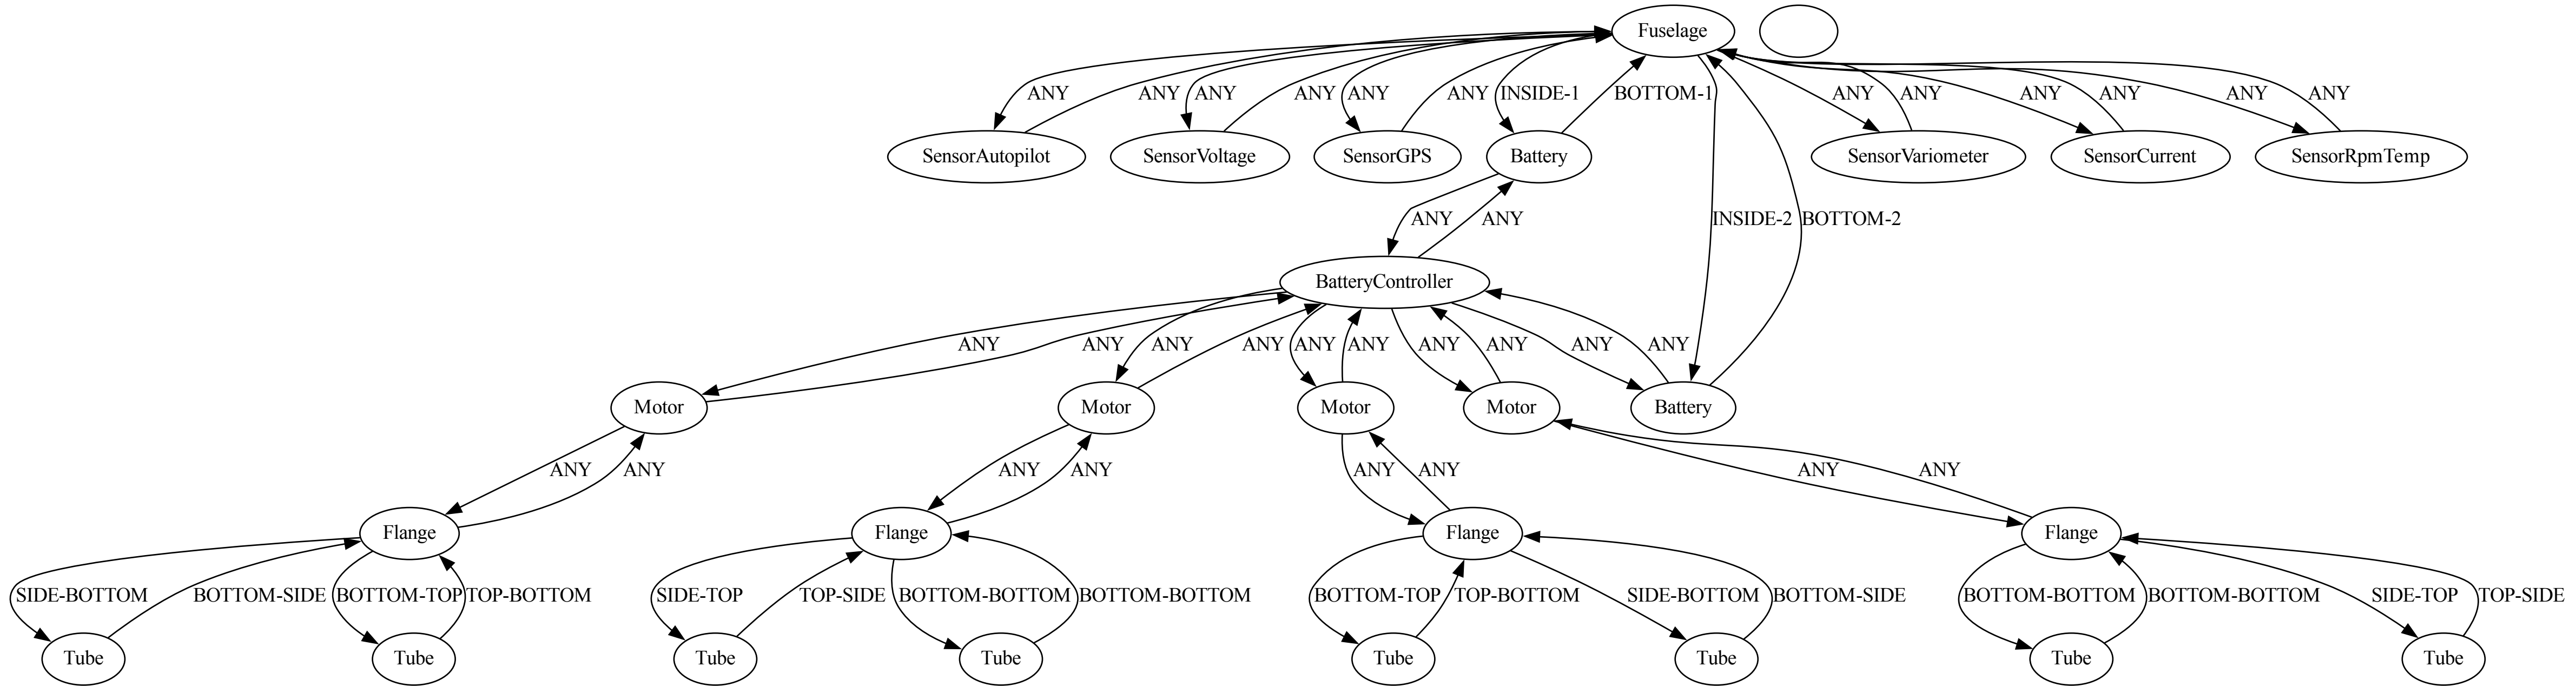 Fuselage
ANY ANY ANY ANY ANY ANY INSIDE-1 BOTTOM-1 ANY ANY ANY ANY ANY ANY
SensorAutopilot SensorVoltage SensorGPS Battery SensorVariometer SensorCurrent SensorRpmTemp
ANY ANY INSIDE-2 BOTTOM-2
BatteryController
ANY ANY ANY ANY ANY ANY ANY ANY ANY ANY
Motor Motor Motor Motor Battery
ANY ANY ANY ANY ANY ANY ANY ANY
Flange Flange Flange Flange
SIDE-BOTTOM BOTTOM-SIDE BOTTOM-TOP TOP-BOTTOM SIDE-TOP TOP-SIDE BOTTOM-BOTTOM BOTTOM-BOTTOM BOTTOM-TOP TOP-BOTTOM SIDE-BOTTOM BOTTOM-SIDE BOTTOM-BOTTOM BOTTOM-BOTTOM SIDE-TOP TOP-SIDE
Tube Tube Tube Tube Tube Tube Tube Tube